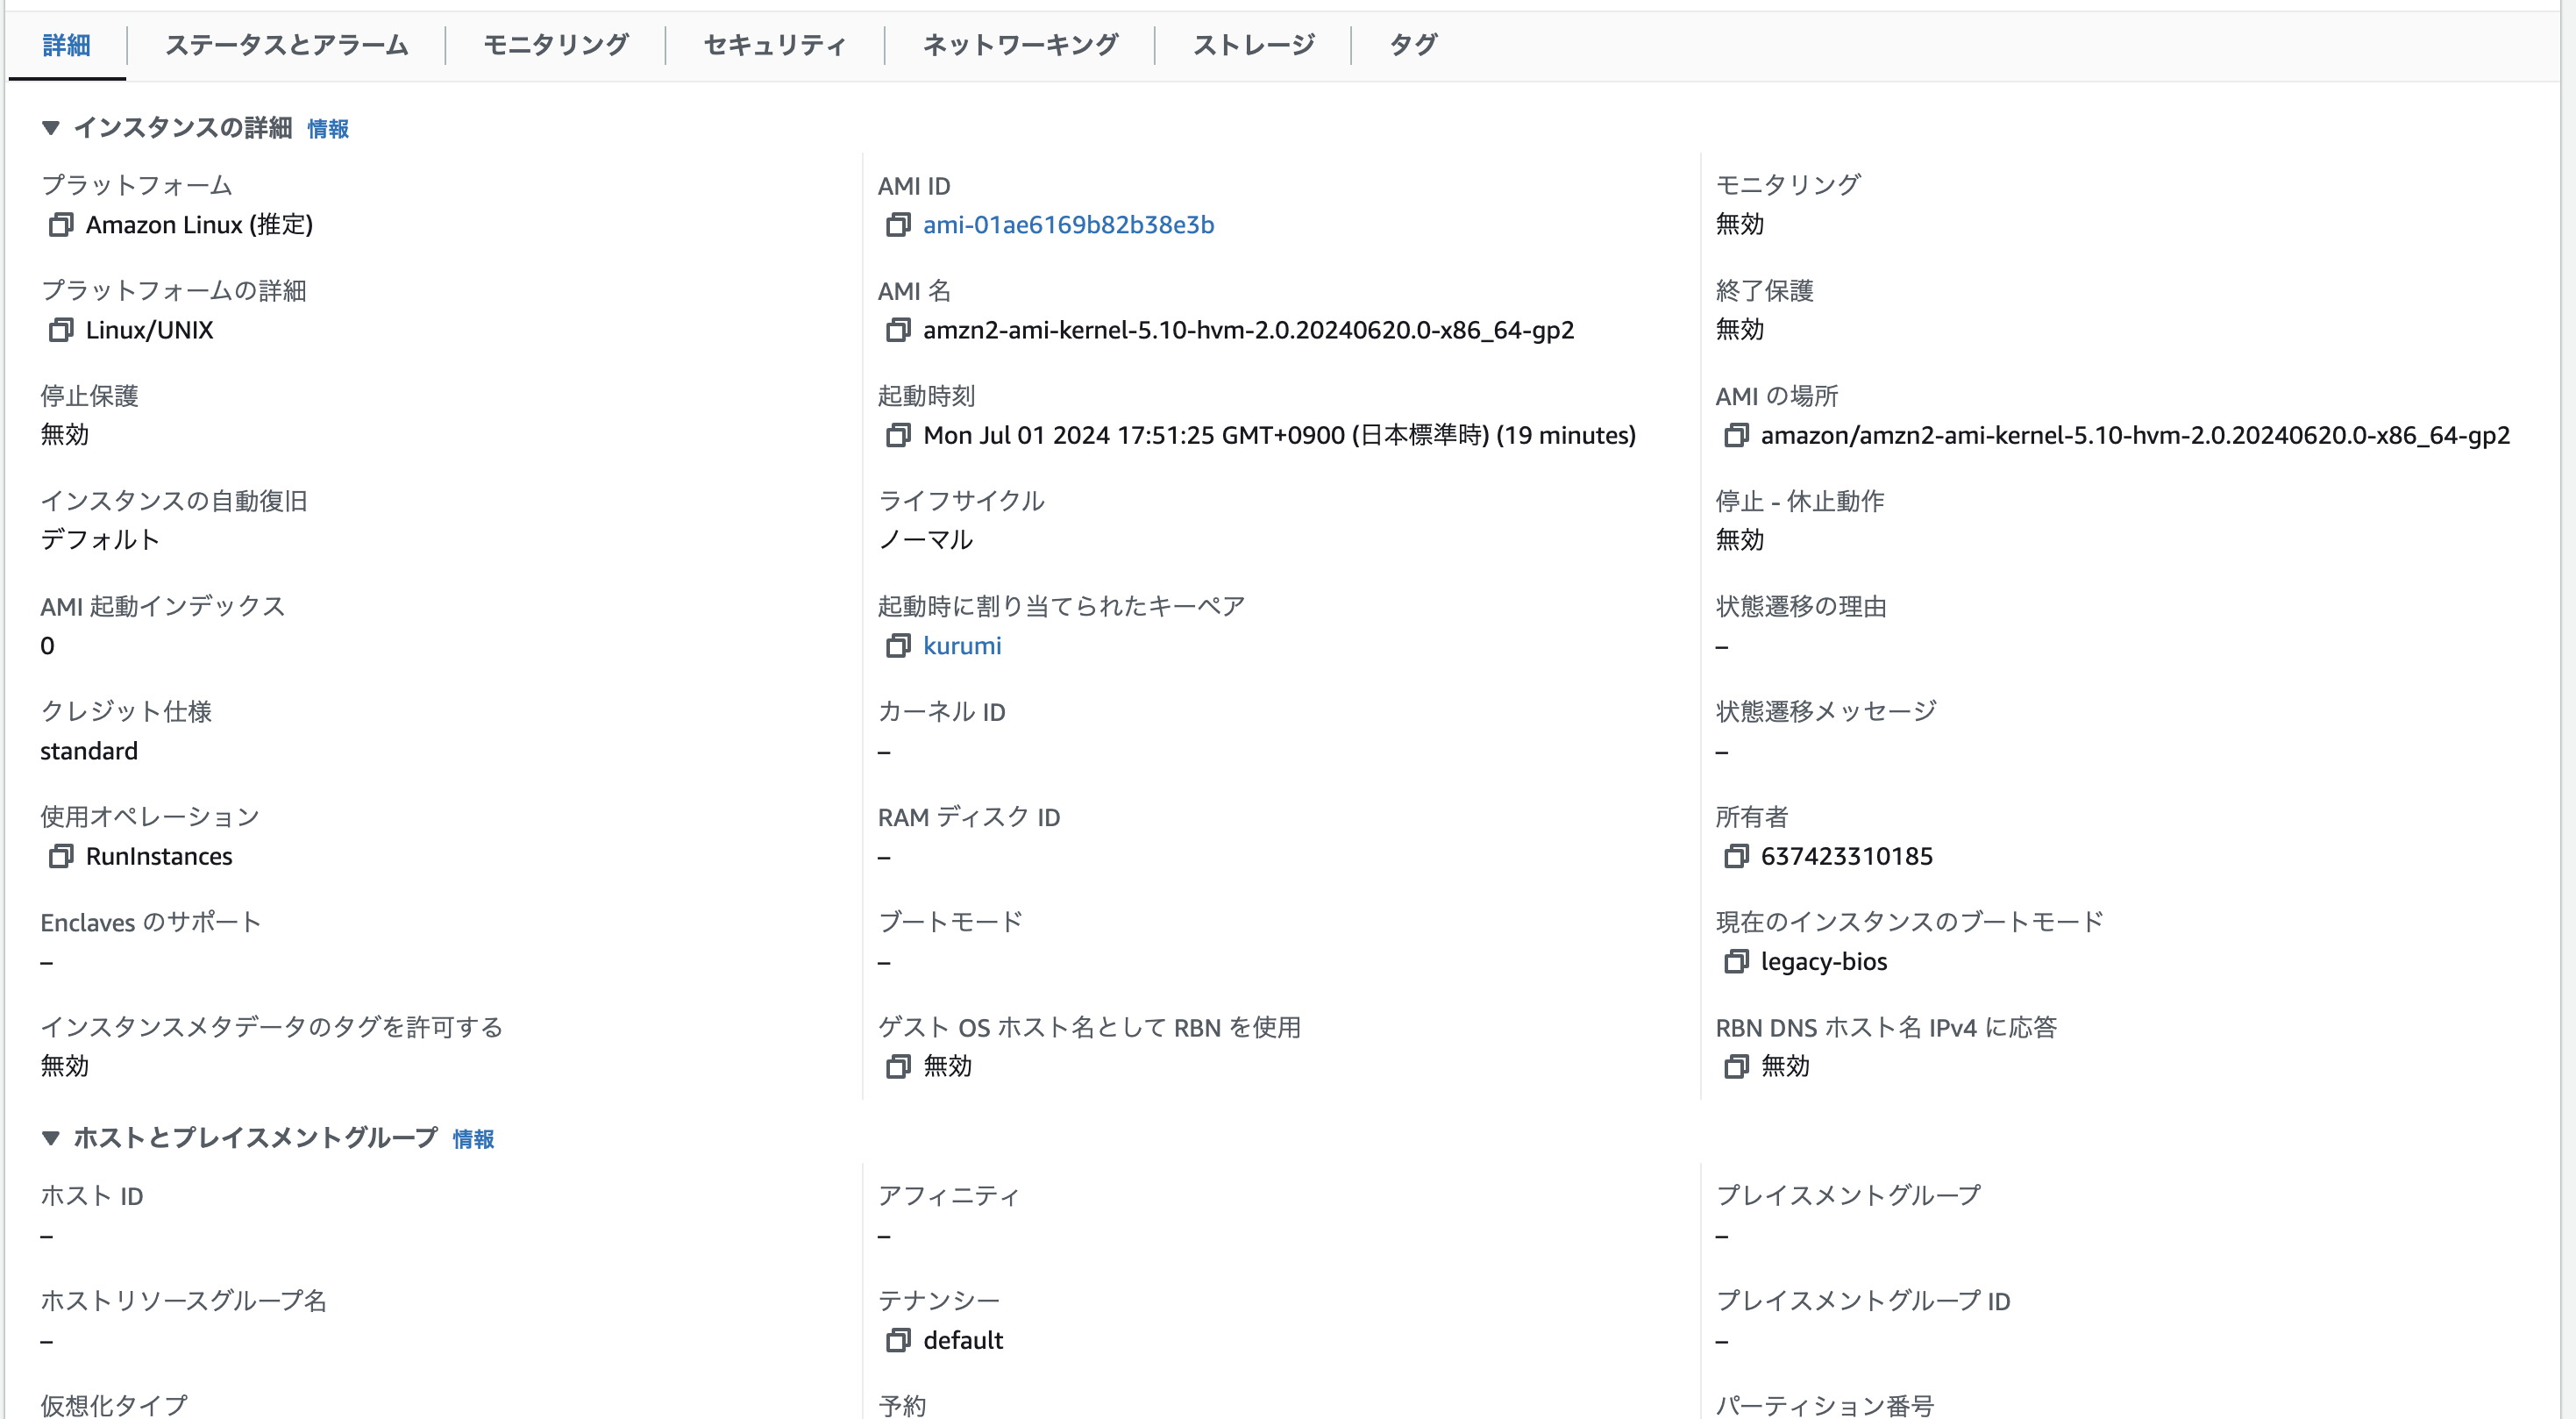 詳細 ステータスとアラーム モニタリング セキュリティ ネットワーキング ストレージ タグ
▼ インスタンスの詳細 情報
プラットフォーム
Amazon Linux (推定)
AMI ID
ami-01ae6169b82b38e3b
モニタリング
無効
プラットフォームの詳細
Linux/UNIX
AMI 名
amzn2-ami-kernel-5.10-hvm-2.0.20240620.0-x86_64-gp2
終了保護
無効
停止保護
無効
起動時刻
Mon Jul 01 2024 17:51:25 GMT+0900 (日本標準時) (19 minutes)
AMI の場所
amazon/amzn2-ami-kernel-5.10-hvm-2.0.20240620.0-x86_64-gp2
インスタンスの自動復旧
デフォルト
ライフサイクル
ノーマル
停止 - 休止動作
無効
AMI 起動インデックス
0
起動時に割り当てられたキーペア
kurumi
状態遷移の理由
–
クレジット仕様
standard
カーネル ID
–
状態遷移メッセージ
–
使用オペレーション
RunInstances
RAM ディスク ID
–
所有者
637423310185
Enclaves のサポート
–
ブートモード
–
現在のインスタンスのブートモード
legacy-bios
インスタンスメタデータのタグを許可する
無効
ゲスト OS ホスト名として RBN を使用
無効
RBN DNS ホスト名 IPv4 に応答
無効
▼ ホストとプレイスメントグループ 情報
ホスト ID
–
アフィニティ
–
プレイスメントグループ
–
ホストリソースグループ名
–
テナンシー
default
プレイスメントグループ ID
–
仮想化タイプ
予約
パーティション番号